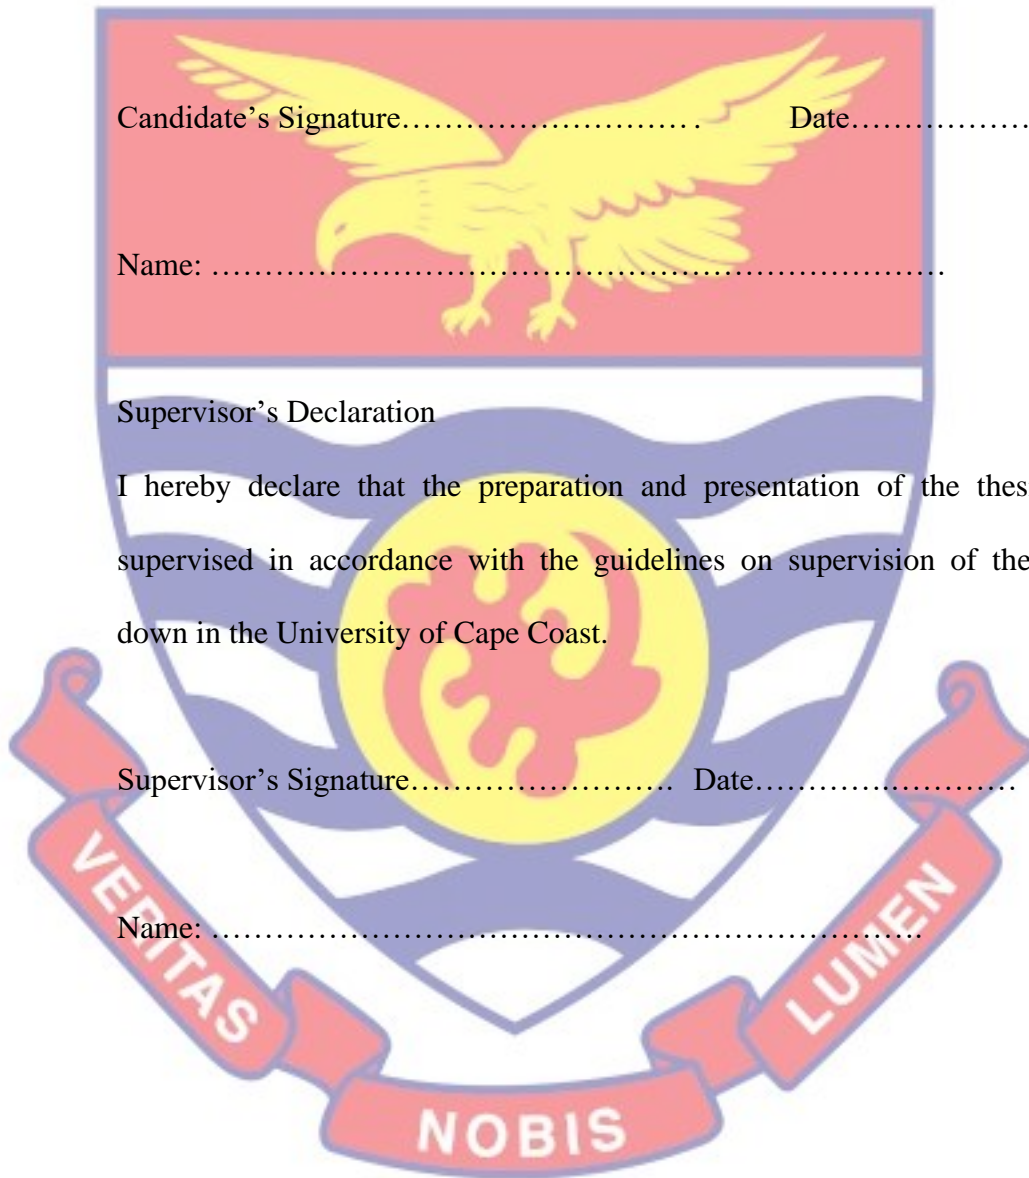 Candidate’s Signature………………………. Date………………
Name: …………………………………………………………….
Supervisor’s Declaration
I hereby declare that the preparation and presentation of the thes
supervised in accordance with the guidelines on supervision of the
down in the University of Cape Coast.
Supervisor’s Signature……………………. Date………….…………
Name: ………………………………………………………….
VERITAS
NOBIS
LUMEN